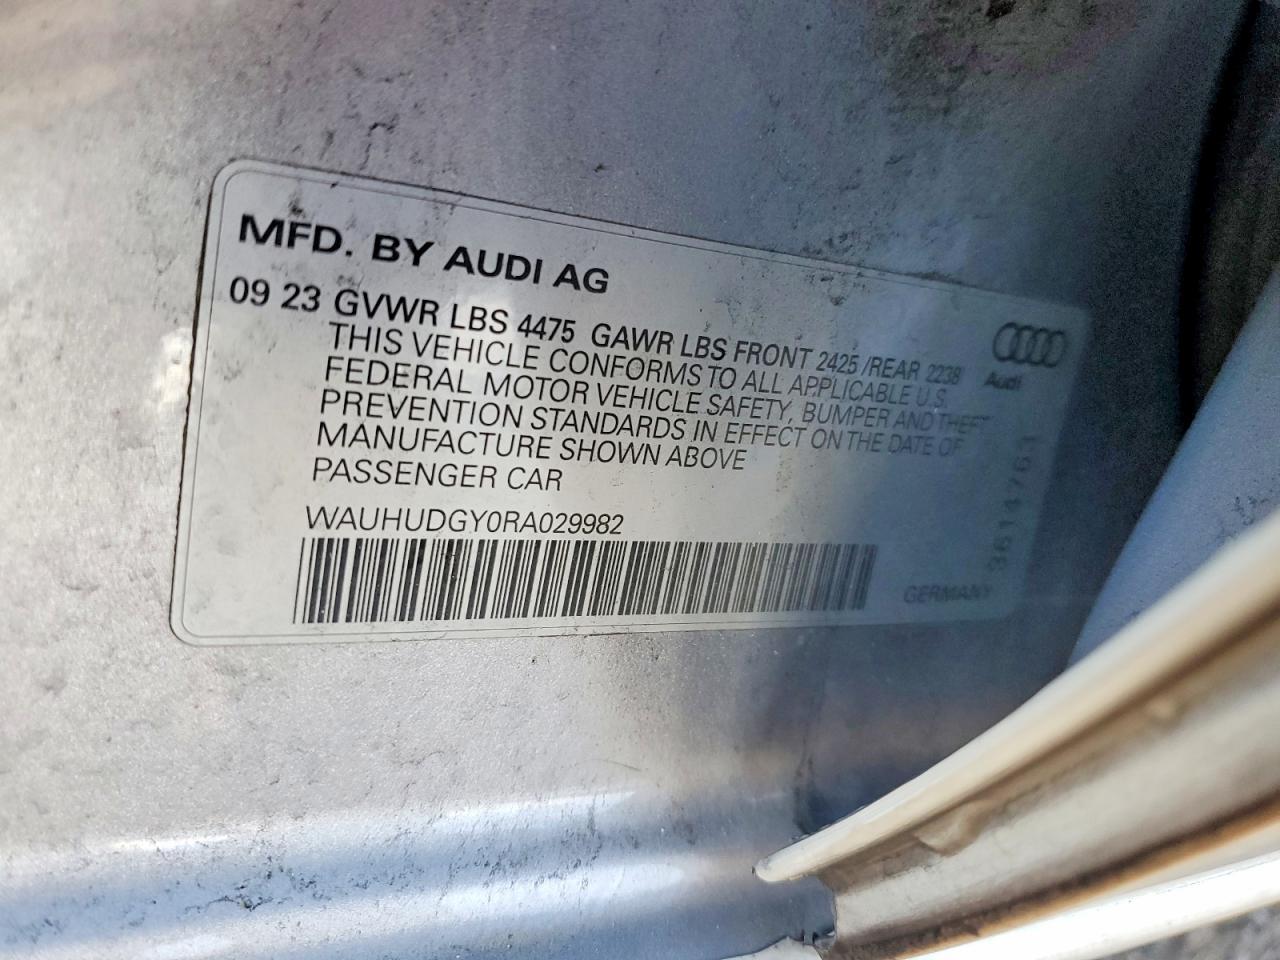 MFD. BY AUDI AG
09 23 GVWR LBS 4475 GAWR LBS FRONT 2425 /REAR 2238
THIS VEHICLE CONFORMS TO ALL APPLICABLE U.S.
FEDERAL MOTOR VEHICLE SAFETY, BUMPER AND THEFT
PREVENTION STANDARDS IN EFFECT ON THE DATE OF
MANUFACTURE SHOWN ABOVE
PASSENGER CAR
WAUHUDGY0RA029982
Audi
3614761
GERMANY